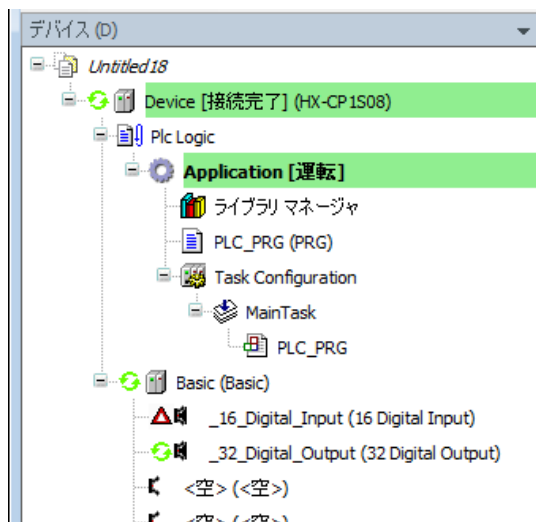 デバイス (D)
Untitled18
Device [接続完了] (HX-CP1S08)
Plc Logic
Application [運転]
ライブラリ マネージャ
PLC_PRG (PRG)
Task Configuration
MainTask
PLC_PRG
Basic (Basic)
_16_Digital_Input (16 Digital Input)
_32_Digital_Output (32 Digital Output)
<空> (<空>)
<空> (<空>)